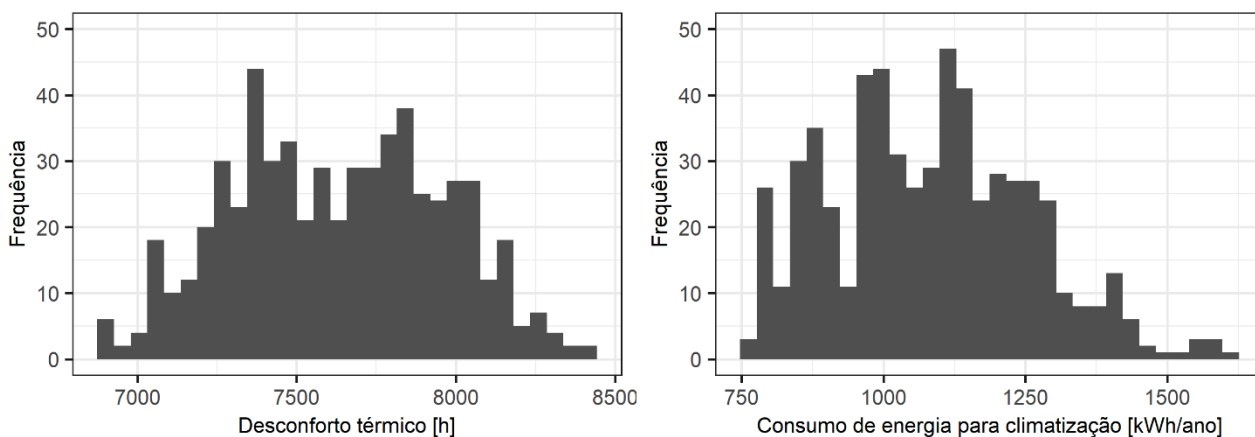 50
40
30
20
10
0
Frequência
7000 7500 8000 8500
Desconforto térmico [h]
50
40
30
20
10
0
Frequência
750 1000 1250 1500
Consumo de energia para climatização [kWh/ano]